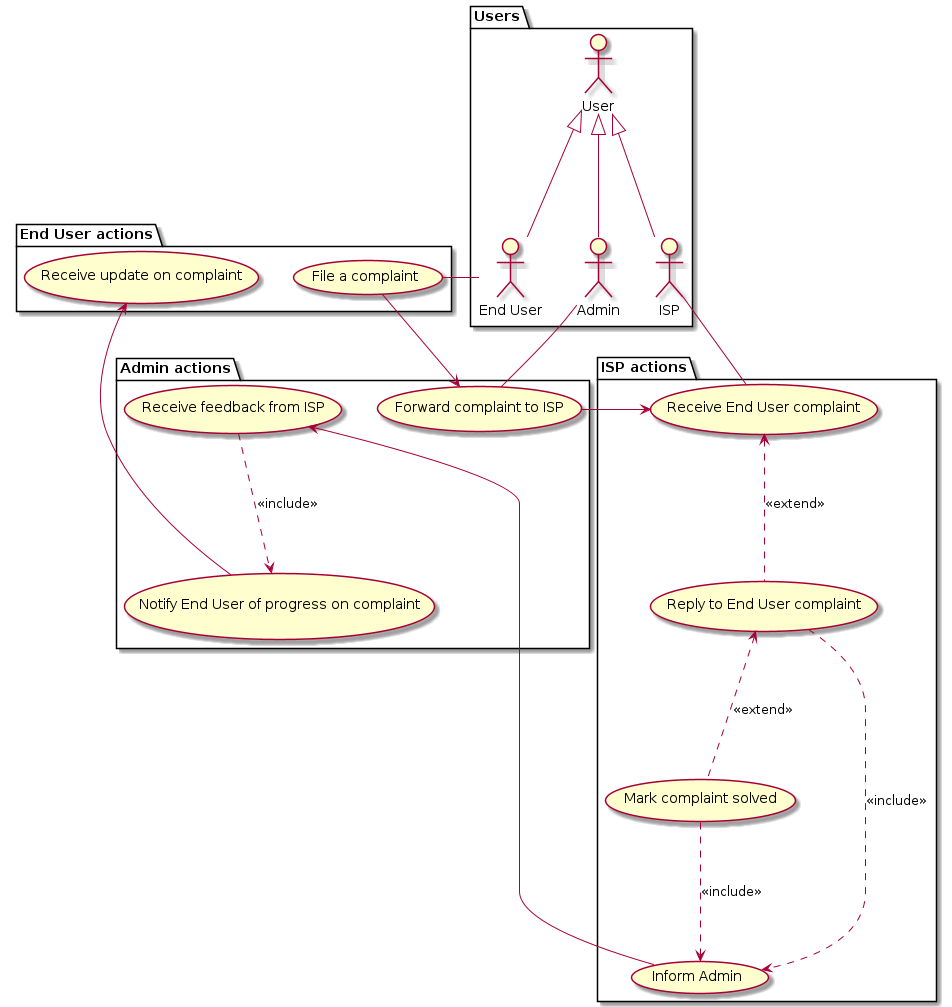 Users
User
End User
Admin
ISP
End User actions
Receive update on complaint
File a complaint
Admin actions
Receive feedback from ISP
Forward complaint to ISP
«include»
Notify End User of progress on complaint
ISP actions
Receive End User complaint
«extend»
Reply to End User complaint
«extend»
Mark complaint solved
«include»
«include»
Inform Admin